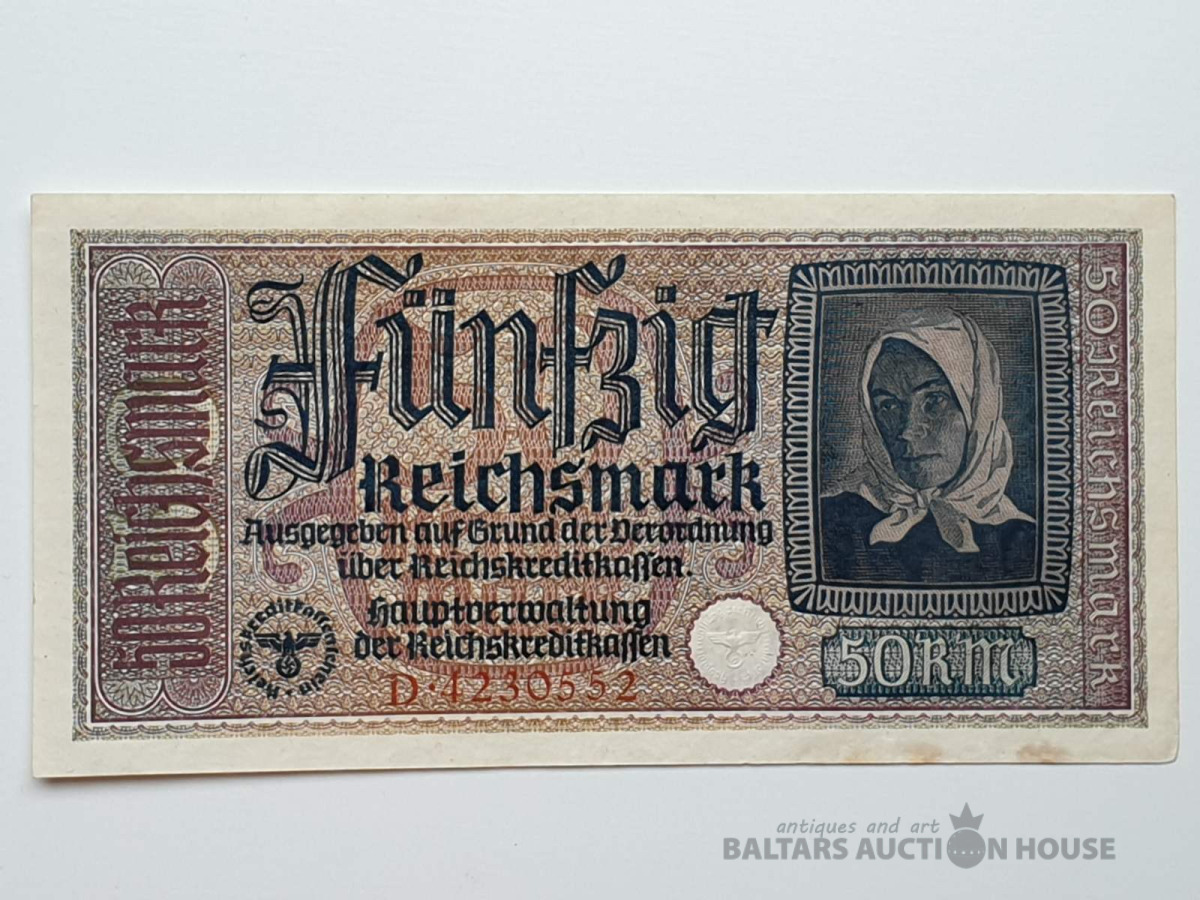 50 Reichsmark
Fünfzig
Reichsmark
Ausgegeben auf Grund der Verordnung
über Reichskreditkassen.
Hauptverwaltung
der Reichskreditkassen
Reichskreditkassenschein
D·4230552
50 RM
50 Reichsmark
antiques and art
BALTARS AUCTION HOUSE